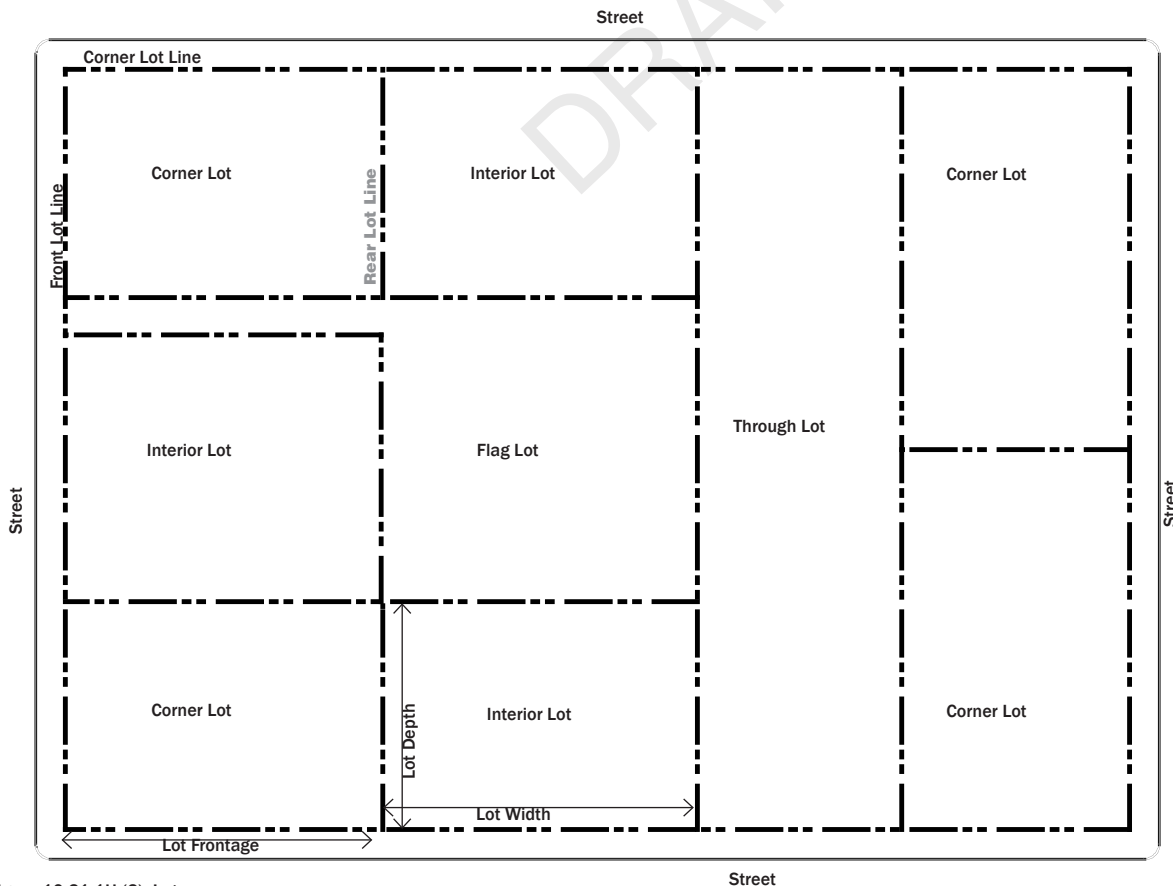 Street
Corner Lot Line
Corner Lot
Interior Lot
Corner Lot
Front Lot Line
Rear Lot Line
Through Lot
Interior Lot
Flag Lot
Street
Street
Corner Lot
Interior Lot
Corner Lot
Lot Depth
Lot Width
Lot Frontage
Street